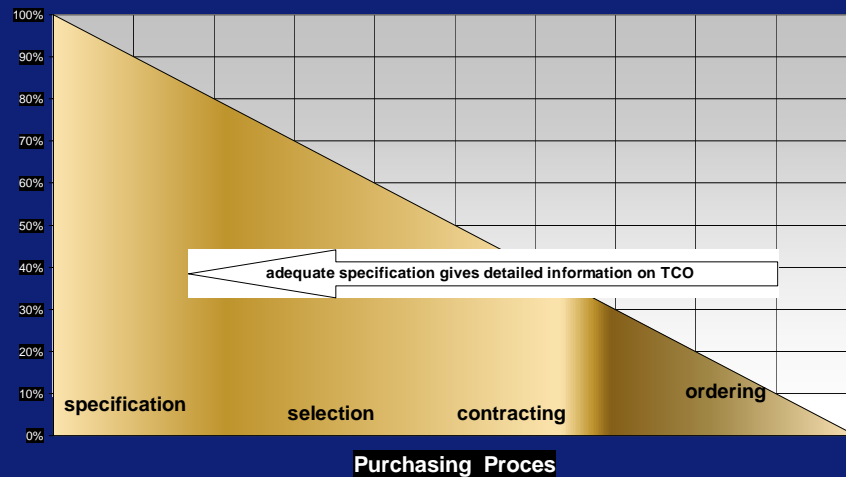 100%
90%
80%
70%
60%
50%
40%
30%
20%
10%
0%
adequate specification gives detailed information on TCO
specification
selection
contracting
ordering
Purchasing Proces